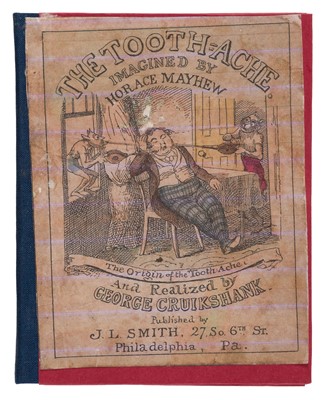 THE TOOTH-ACHE,
IMAGINED BY
HORACE MAYHEW
The Origin of the Tooth-Ache.
And Realized by
GEORGE CRUIKSHANK.
Published by
J. L. SMITH, 27. So. 6TH St.
Philadelphia, Pa.